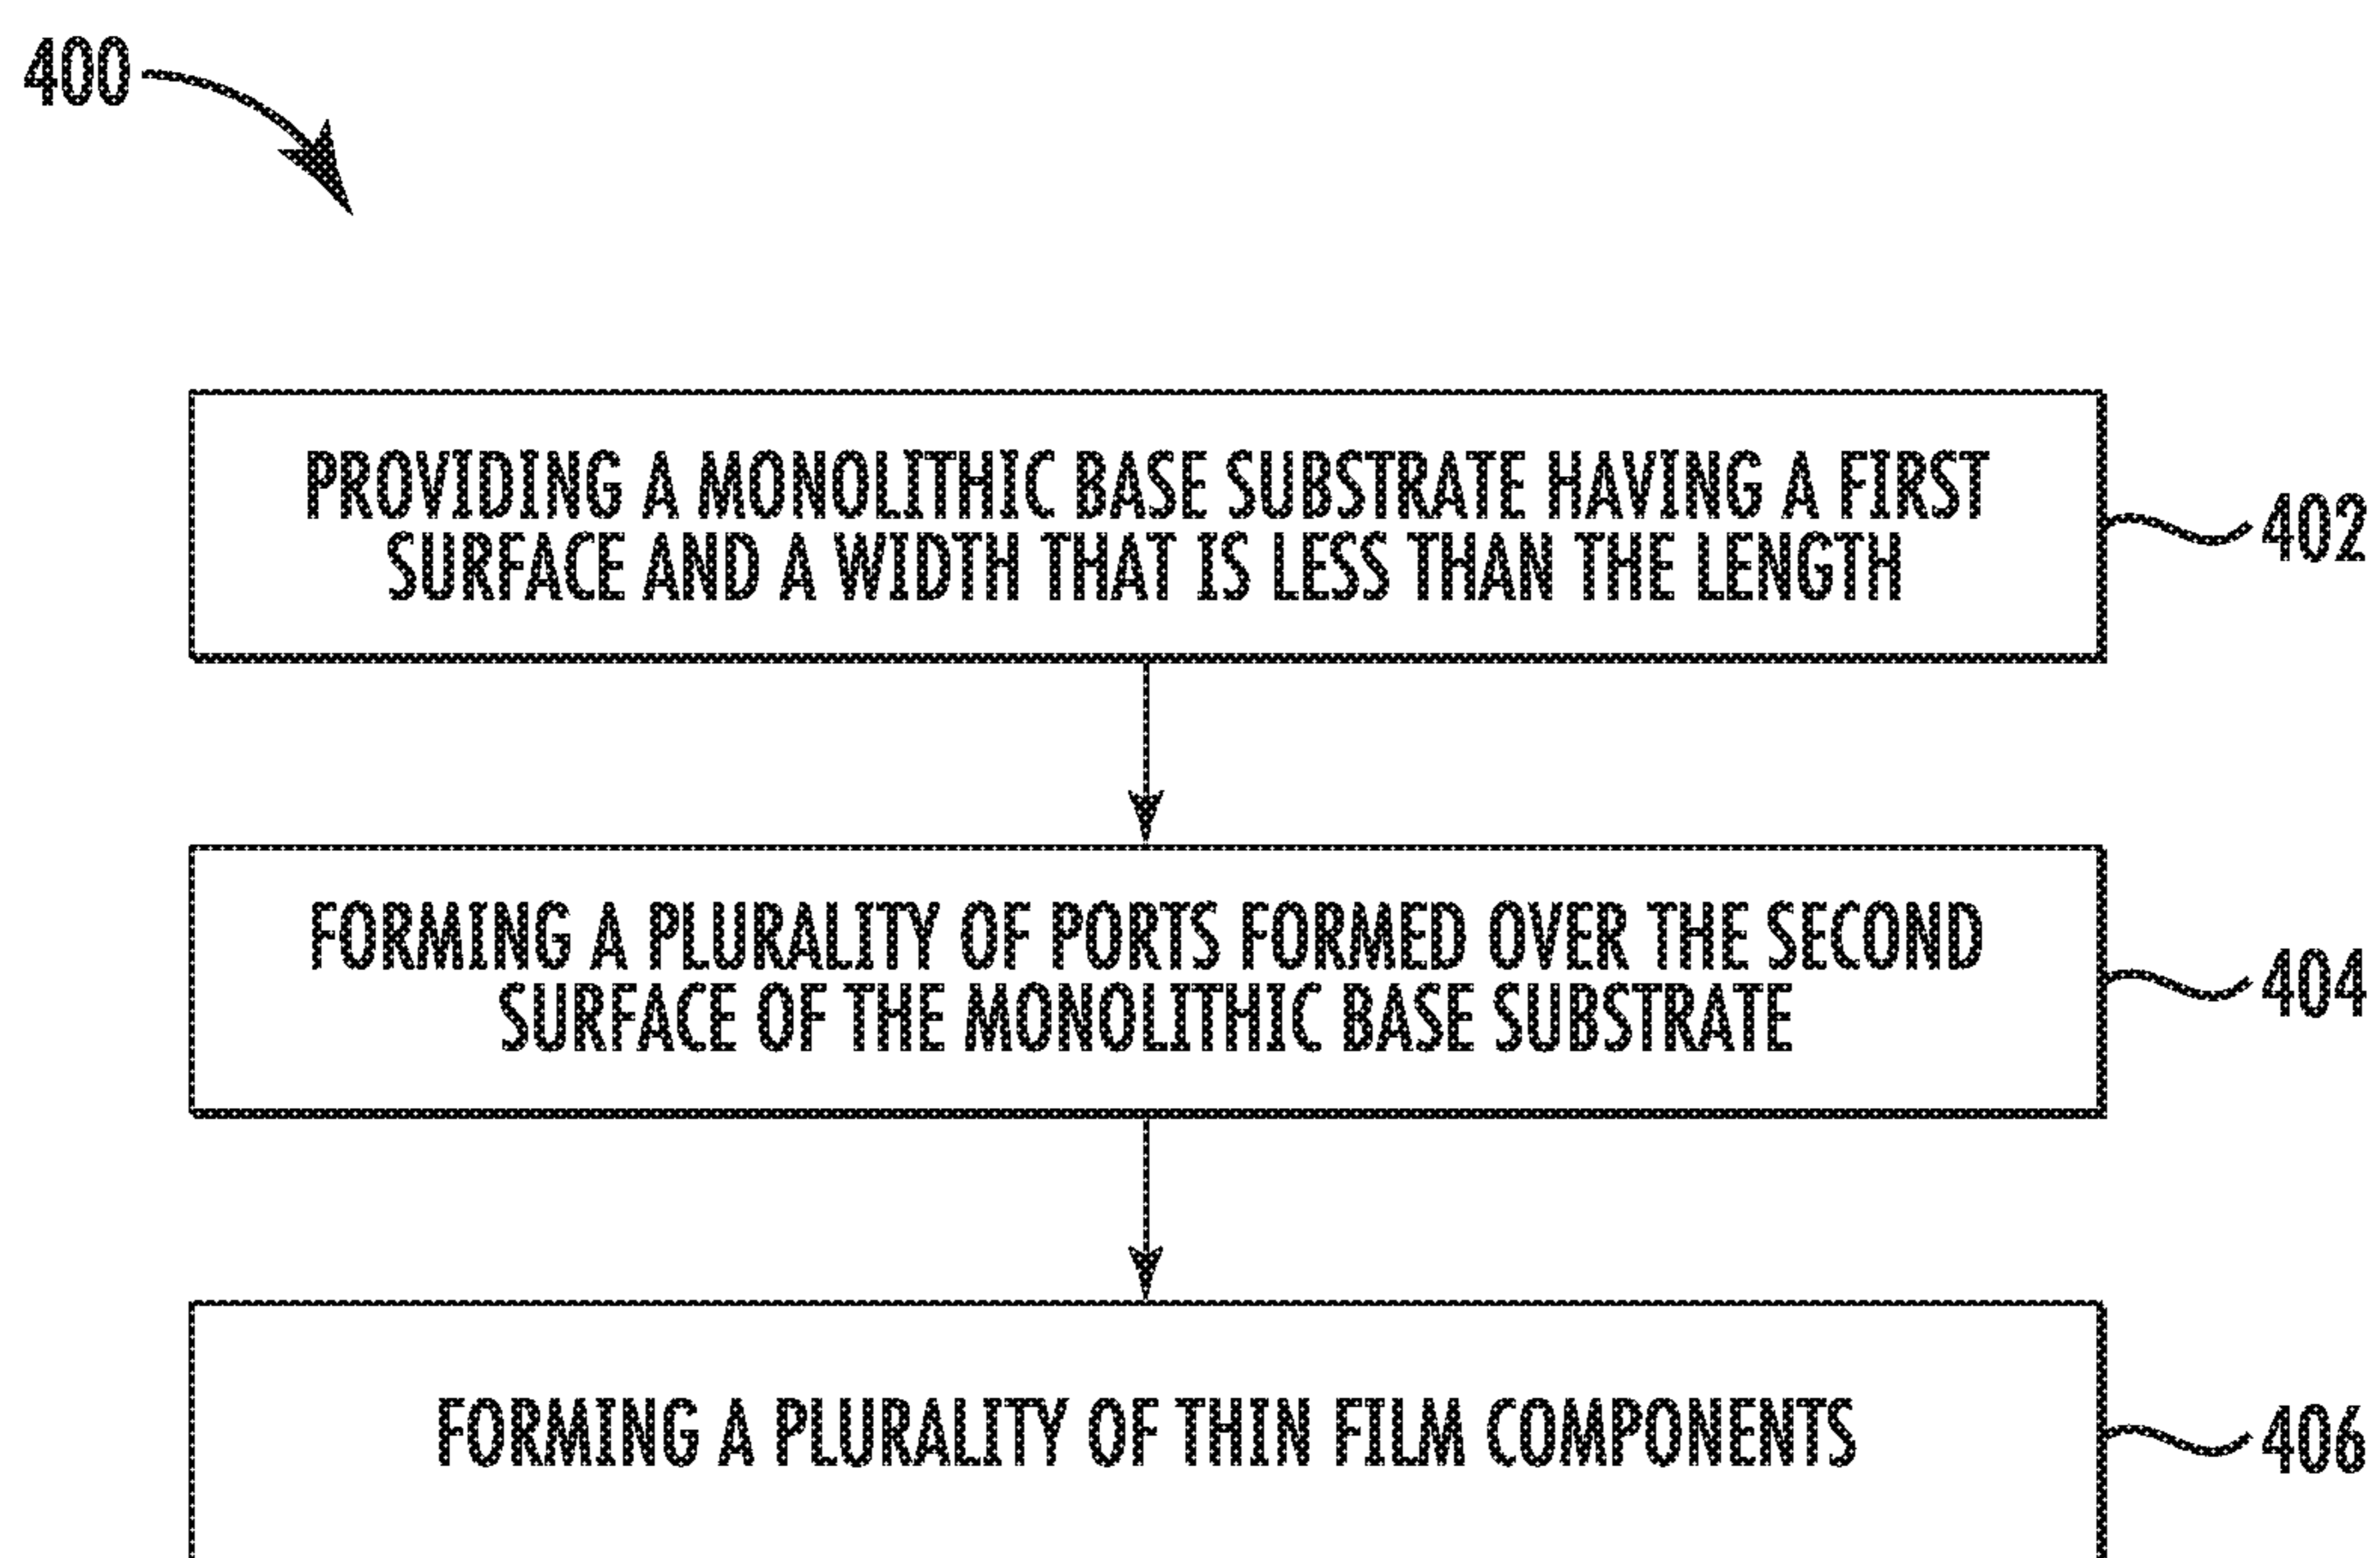 400
PROVIDING A MONOLITHIC BASE SUBSTRATE HAVING A FIRST
SURFACE AND A WIDTH THAT IS LESS THAN THE LENGTH
402
FORMING A PLURALITY OF PORTS FORMED OVER THE SECOND
SURFACE OF THE MONOLITHIC BASE SUBSTRATE
404
FORMING A PLURALITY OF THIN FILM COMPONENTS
406